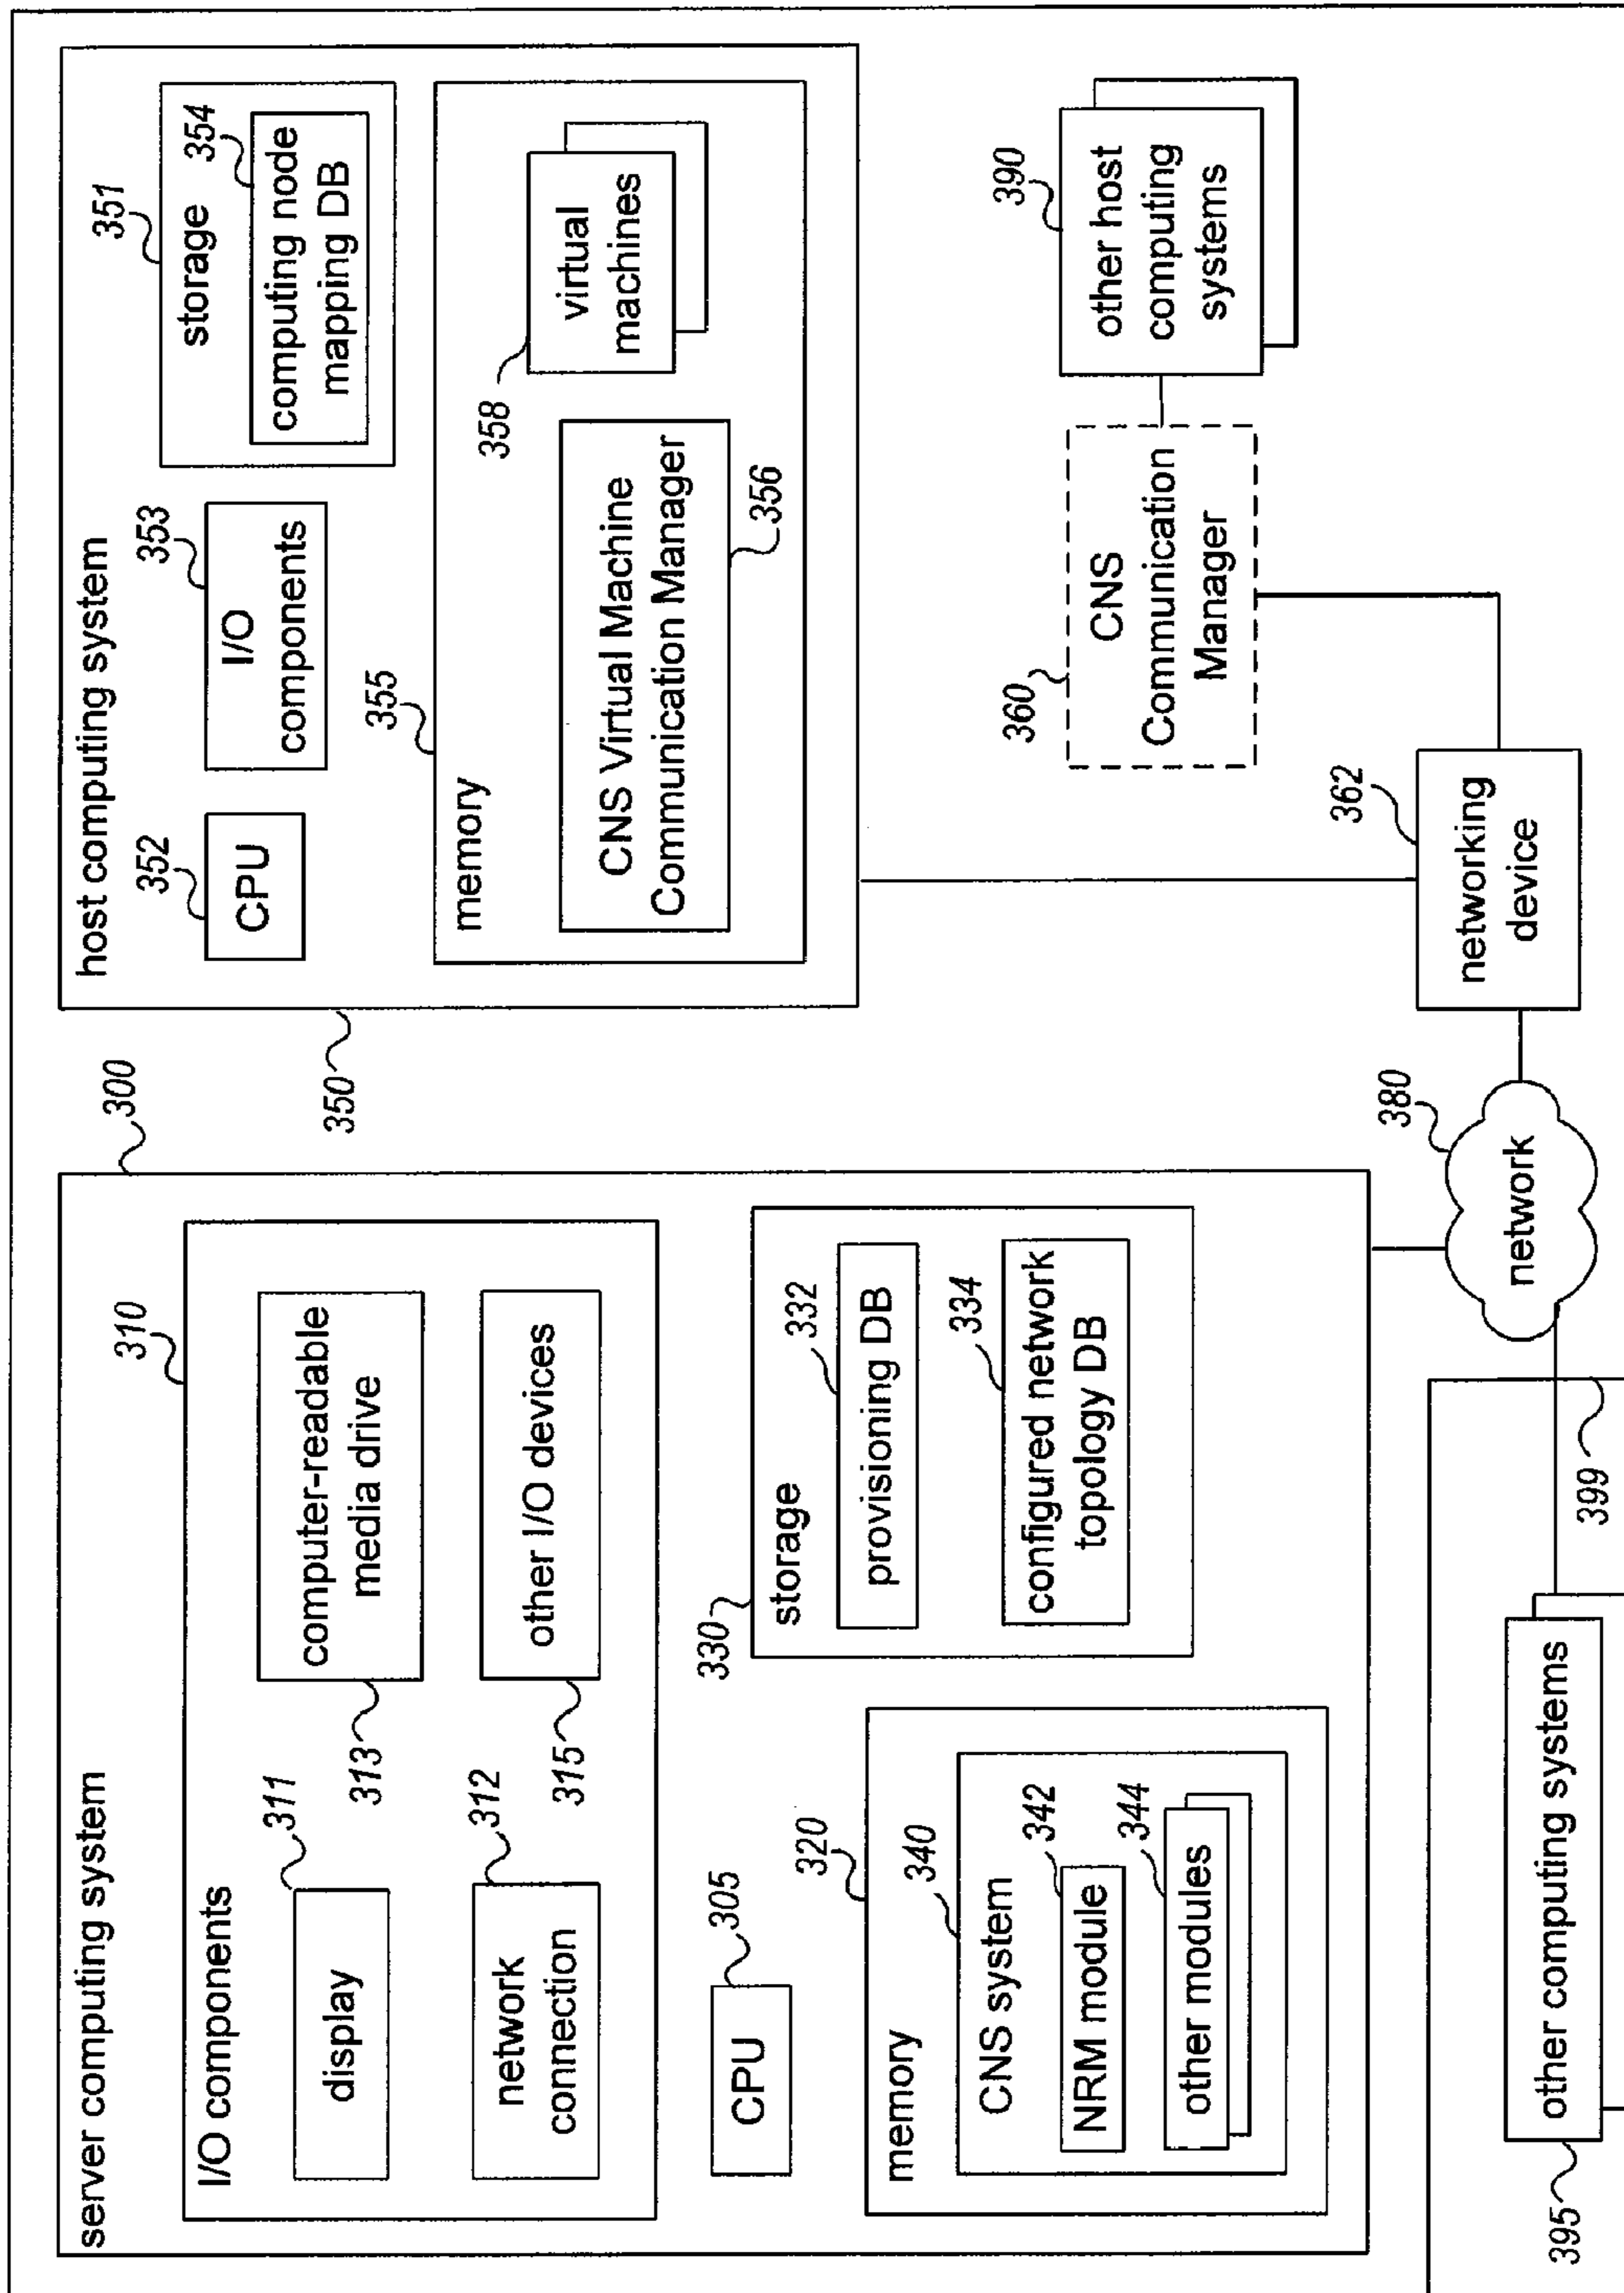 server computing system
300
I/O components
310
display
311
computer-readable
media drive
313
network
connection
312
other I/O devices
315
CPU
305
memory
320
CNS system
340
NRM module
342
other modules
344
storage
330
provisioning DB
332
configured network
topology DB
334
host computing system
350
CPU
352
I/O
components
353
storage
351
computing node
mapping DB
354
memory
355
CNS Virtual Machine
Communication Manager
356
virtual
machines
358
CNS
Communication
Manager
360
other host
computing
systems
390
networking
device
362
network
380
other computing systems
395
399